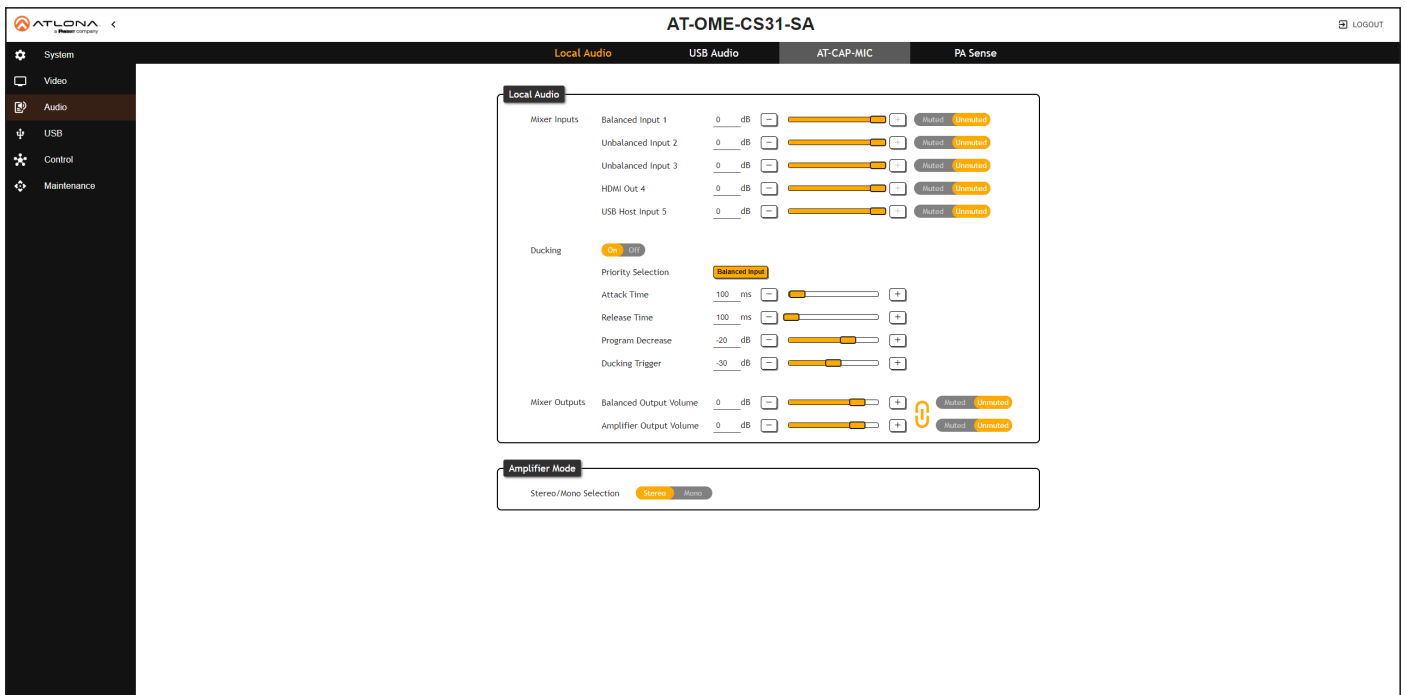 ATLONA
a Panduit company
AT-OME-CS31-SA
LOGOUT
System
Video
Audio
USB
Control
Maintenance
Local Audio USB Audio AT-CAP-MIC PA Sense
Local Audio
Mixer Inputs Balanced Input 1 0 dB − + Muted Unmuted
Unbalanced Input 2 0 dB − + Muted Unmuted
Unbalanced Input 3 0 dB − + Muted Unmuted
HDMI Out 4 0 dB − + Muted Unmuted
USB Host Input 5 0 dB − + Muted Unmuted
Ducking On Off
Priority Selection Balanced Input
Attack Time 100 ms − +
Release Time 100 ms − +
Program Decrease -20 dB − +
Ducking Trigger -30 dB − +
Mixer Outputs Balanced Output Volume 0 dB − + Muted Unmuted
Amplifier Output Volume 0 dB − + Muted Unmuted
Amplifier Mode
Stereo/Mono Selection Stereo Mono